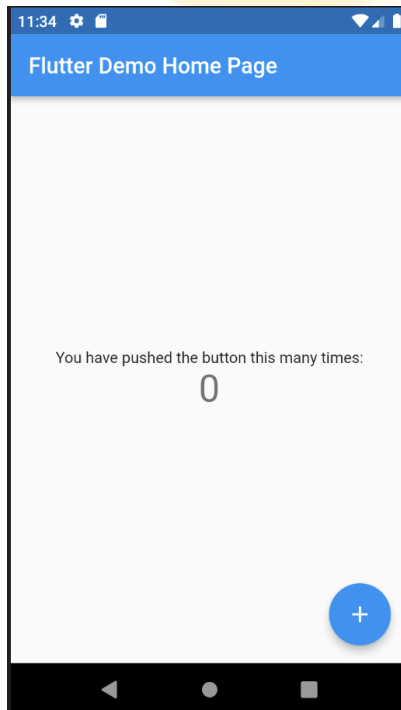 11:34
Flutter Demo Home Page
You have pushed the button this many times:
0
+